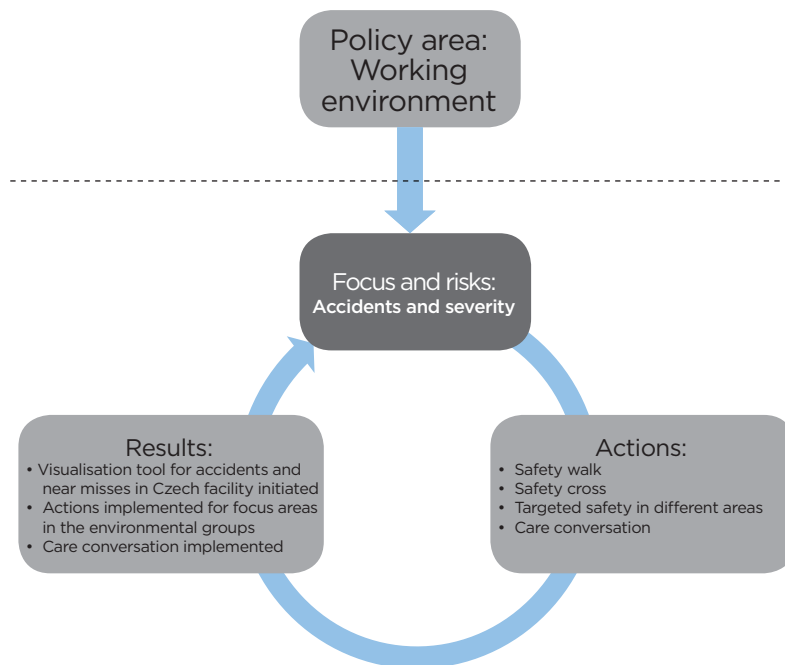 Policy area:
Working
environment
Focus and risks:
Accidents and severity
Results:
• Visualisation tool for accidents and
near misses in Czech facility initiated
• Actions implemented for focus areas
in the environmental groups
• Care conversation implemented
Actions:
• Safety walk
• Safety cross
• Targeted safety in different areas
• Care conversation